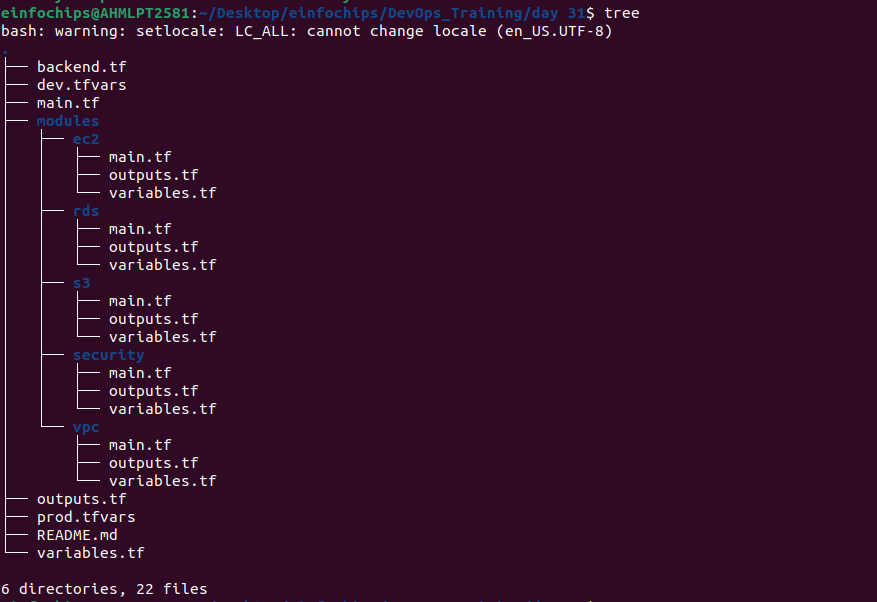 einfochips@AHMLPT2581:~/Desktop/einfochips/DevOps_Training/day 31$ tree
bash: warning: setlocale: LC_ALL: cannot change locale (en_US.UTF-8)
.
├── backend.tf
├── dev.tfvars
├── main.tf
├── modules
│   ├── ec2
│   │   ├── main.tf
│   │   ├── outputs.tf
│   │   └── variables.tf
│   ├── rds
│   │   ├── main.tf
│   │   ├── outputs.tf
│   │   └── variables.tf
│   ├── s3
│   │   ├── main.tf
│   │   ├── outputs.tf
│   │   └── variables.tf
│   ├── security
│   │   ├── main.tf
│   │   ├── outputs.tf
│   │   └── variables.tf
│   └── vpc
│       ├── main.tf
│       ├── outputs.tf
│       └── variables.tf
├── outputs.tf
├── prod.tfvars
├── README.md
└── variables.tf

6 directories, 22 files